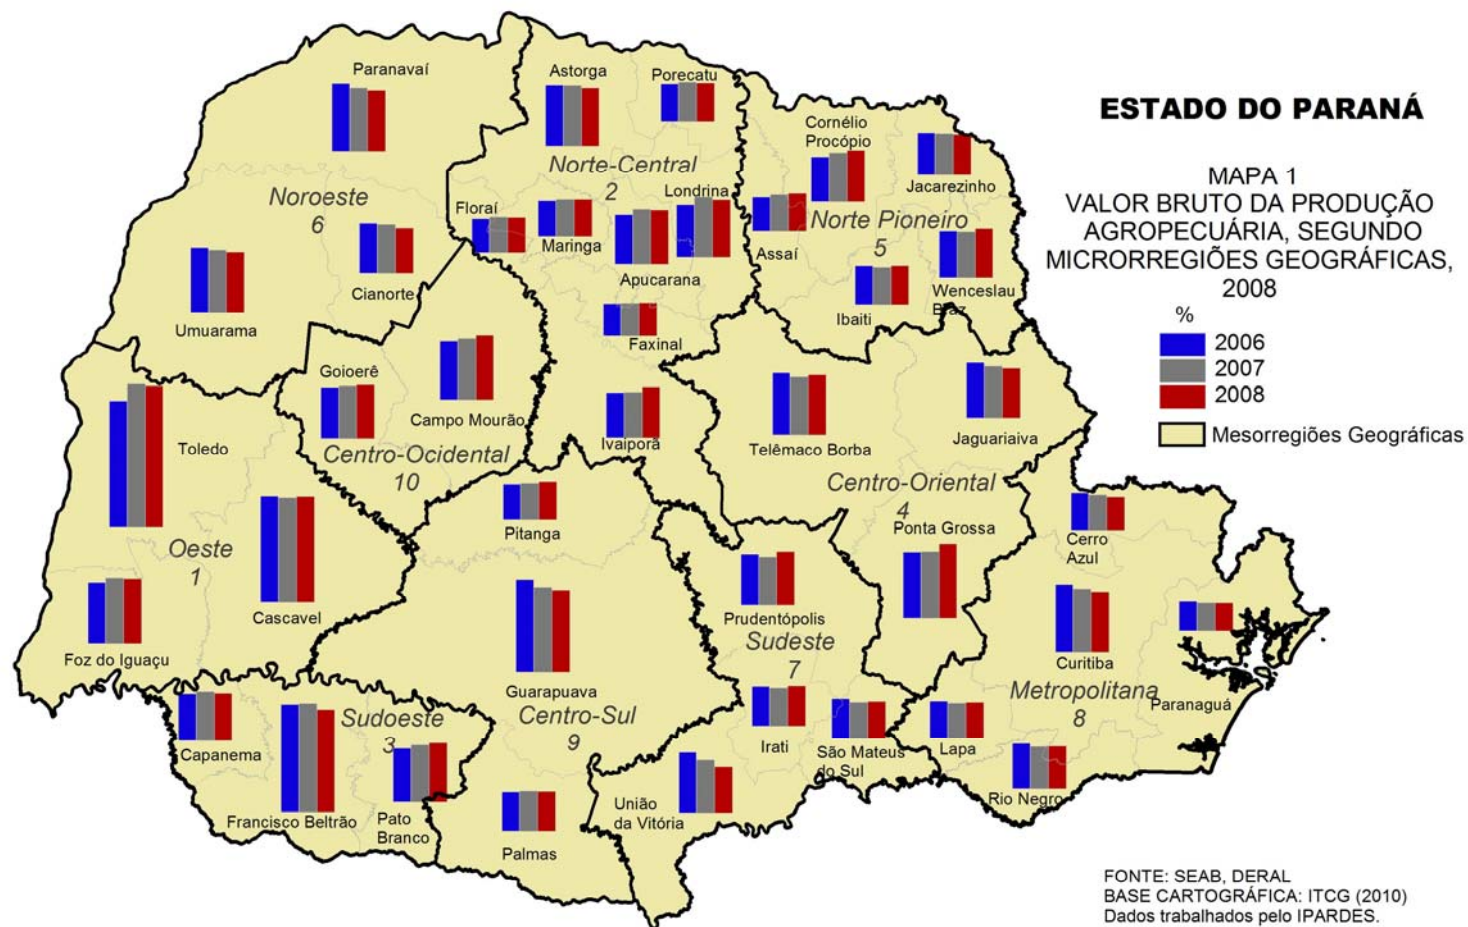 ESTADO DO PARANÁ
MAPA 1
VALOR BRUTO DA PRODUÇÃO
AGROPECUÁRIA, SEGUNDO
MICRORREGIÕES GEOGRÁFICAS,
2008
%
2006
2007
2008
Mesorregiões Geográficas
Paranavaí
Astorga
Porecatu
Cornélio
Procópio
Jacarezinho
Norte-Central
2
Londrina
Noroeste
6
Floraí
Maringa
Apucarana
Assaí
Norte Pioneiro
5
Wenceslau
Braz
Ibaiti
Cianorte
Umuarama
Faxinal
Goioerê
Campo Mourão
Ivaiporã
Centro-Ocidental
10
Telêmaco Borba
Jaguariaiva
Centro-Oriental
4
Ponta Grossa
Toledo
Oeste
1
Cascavel
Foz do Iguaçu
Pitanga
Guarapuava
Centro-Sul
9
Prudentópolis
Sudeste
7
Cerro
Azul
Curitiba
Metropolitana
8
Paranaguá
Capanema
Sudoeste
3
Francisco Beltrão
Pato
Branco
Palmas
União
da Vitória
Irati
São Mateus
do Sul
Lapa
Rio Negro
FONTE: SEAB, DERAL
BASE CARTOGRÁFICA: ITCG (2010)
Dados trabalhados pelo IPARDES.